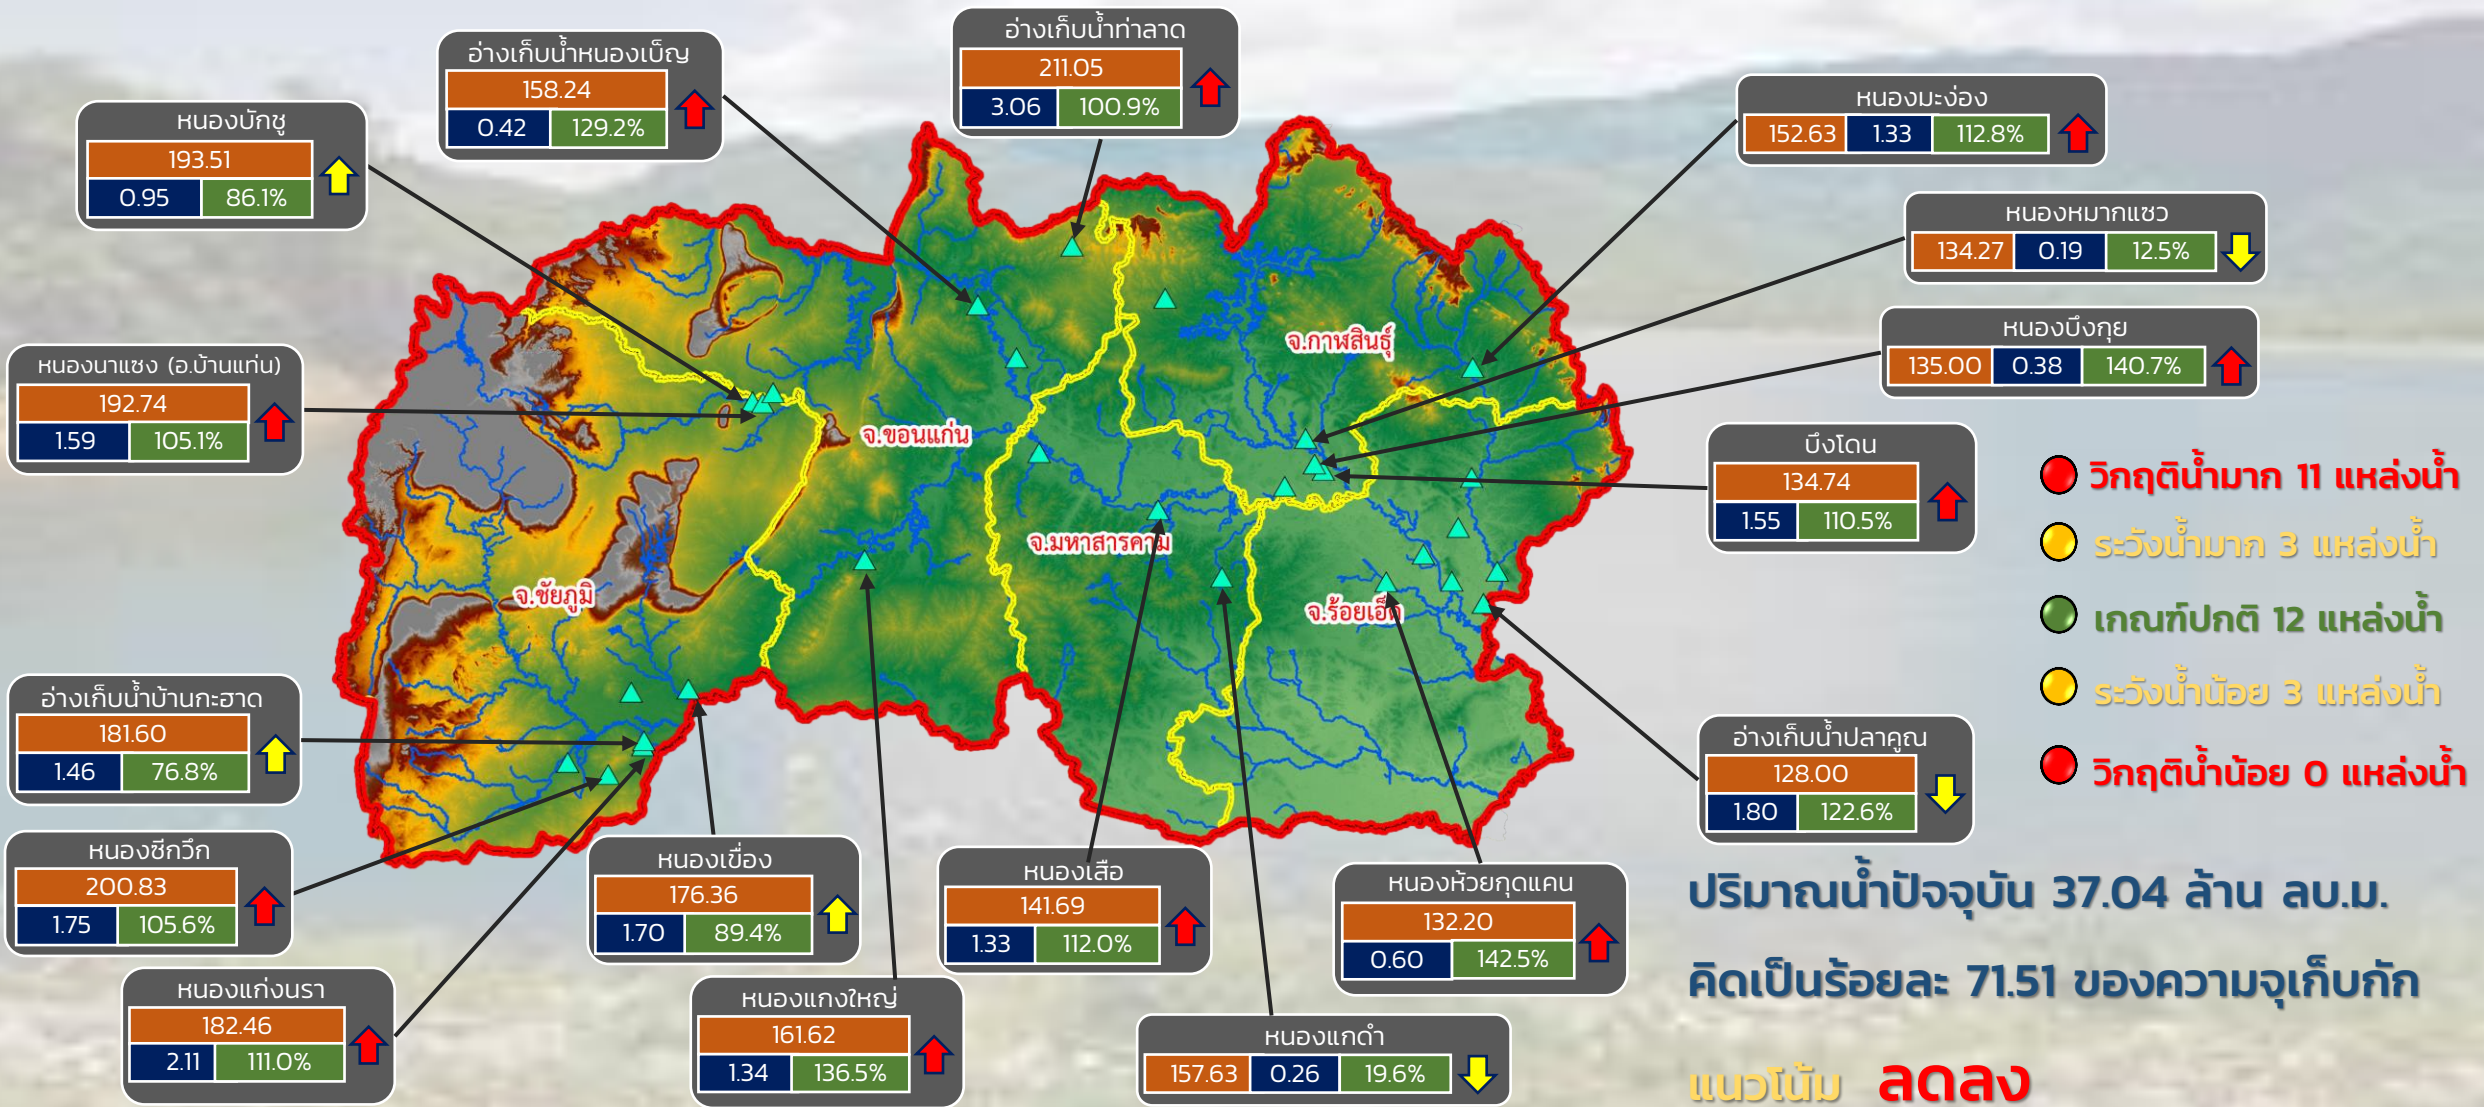 อ่างเก็บน้ำท่าลาด
211.05
3.06 100.9%
อ่างเก็บน้ำหนองเบ็ญ
158.24
0.42 129.2%
หนองบักชู
193.51
0.95 86.1%
หนองมะง่อง
152.63 1.33 112.8%
หนองหมากแซว
134.27 0.19 12.5%
หนองบึงกุย
135.00 0.38 140.7%
หนองนาแซง (อ.บ้านแท่น)
192.74
1.59 105.1%
บึงโดน
134.74
1.55 110.5%
จ.กาฬสินธุ์
จ.ขอนแก่น
จ.มหาสารคาม
จ.ชัยภูมิ
จ.ร้อยเอ็ด
วิกฤติน้ำมาก 11 แหล่งน้ำ
ระวังน้ำมาก 3 แหล่งน้ำ
เกณฑ์ปกติ 12 แหล่งน้ำ
ระวังน้ำน้อย 3 แหล่งน้ำ
วิกฤติน้ำน้อย 0 แหล่งน้ำ
อ่างเก็บน้ำบ้านกะฮาด
181.60
1.46 76.8%
อ่างเก็บน้ำปลาคูณ
128.00
1.80 122.6%
หนองซีกวึก
200.83
1.75 105.6%
หนองเขื่อง
176.36
1.70 89.4%
หนองเสือ
141.69
1.33 112.0%
หนองห้วยกุดแคน
132.20
0.60 142.5%
หนองแก่งนรา
182.46
2.11 111.0%
หนองแกงใหญ่
161.62
1.34 136.5%
หนองแกดำ
157.63 0.26 19.6%
ปริมาณน้ำปัจจุบัน 37.04 ล้าน ลบ.ม.
คิดเป็นร้อยละ 71.51 ของความจุเก็บกัก
แนวโน้ม ลดลง